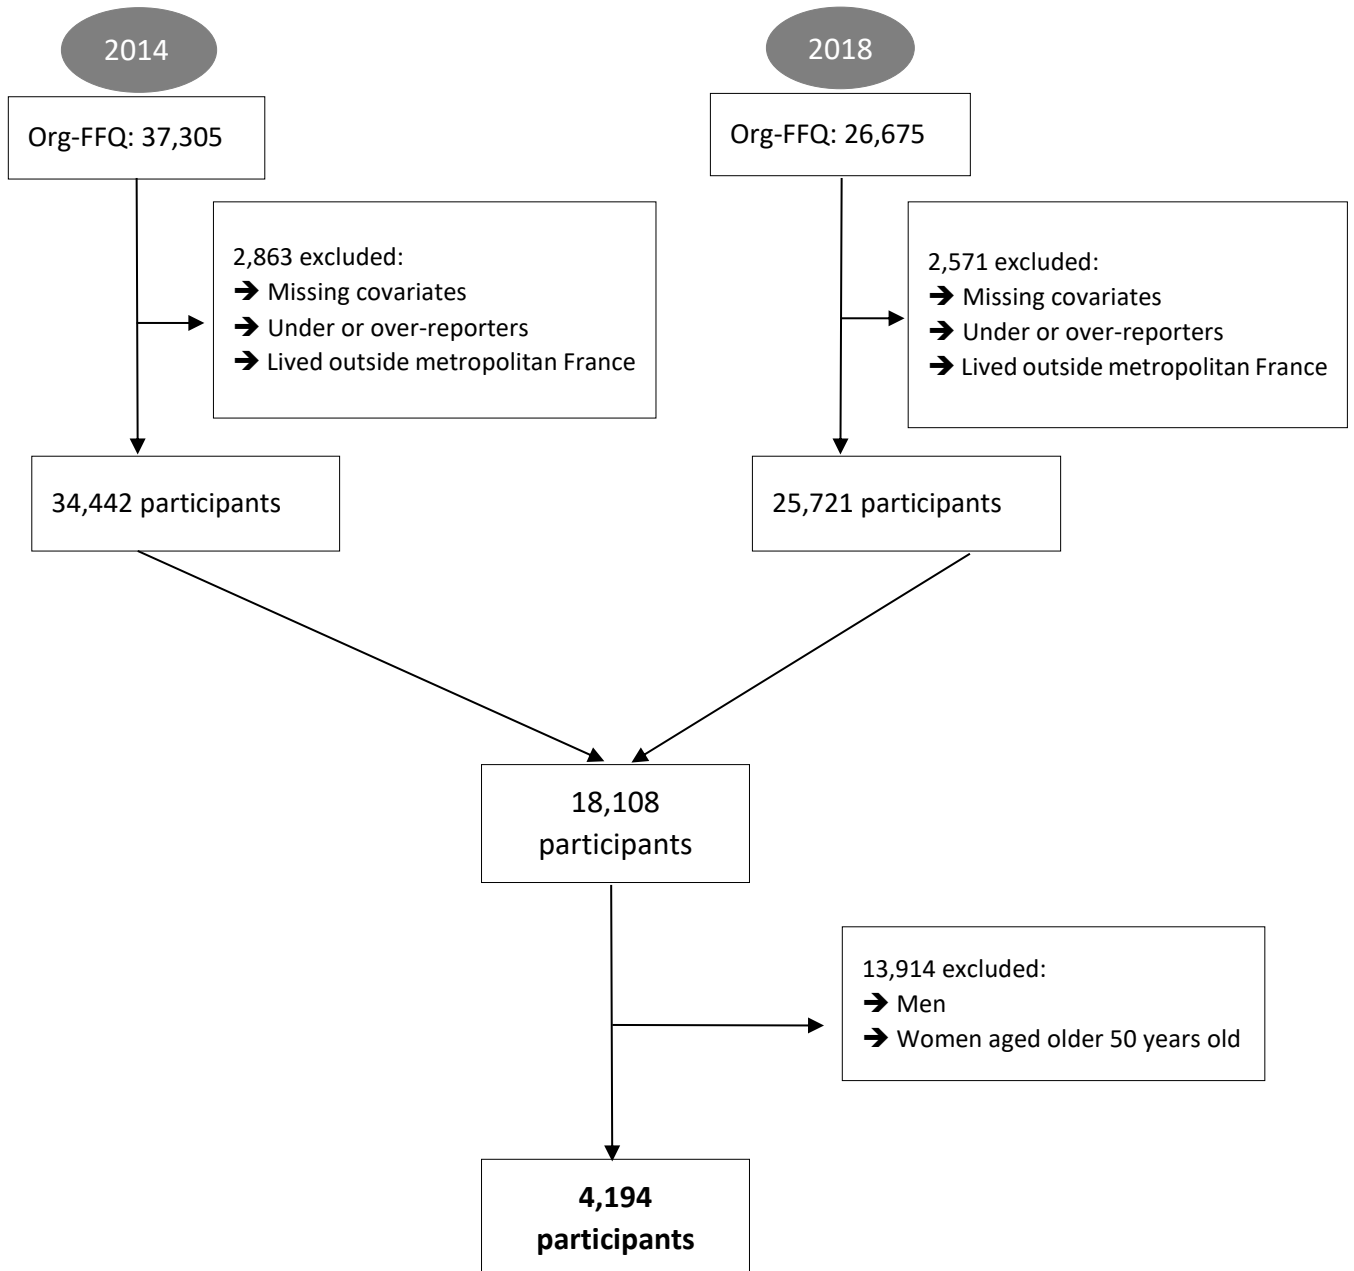 2014
2018
Org-FFQ: 37,305
Org-FFQ: 26,675
2,863 excluded:
➔ Missing covariates
➔ Under or over-reporters
➔ Lived outside metropolitan France
2,571 excluded:
➔ Missing covariates
➔ Under or over-reporters
➔ Lived outside metropolitan France
34,442 participants
25,721 participants
18,108
participants
13,914 excluded:
➔ Men
➔ Women aged older 50 years old
4,194
participants